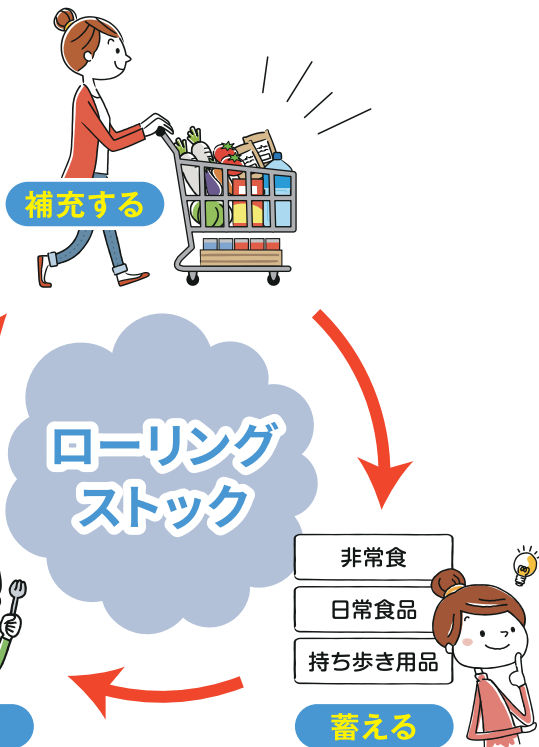 補充する
ローリング
ストック
非常食
日常食品
持ち歩き用品
蓄える